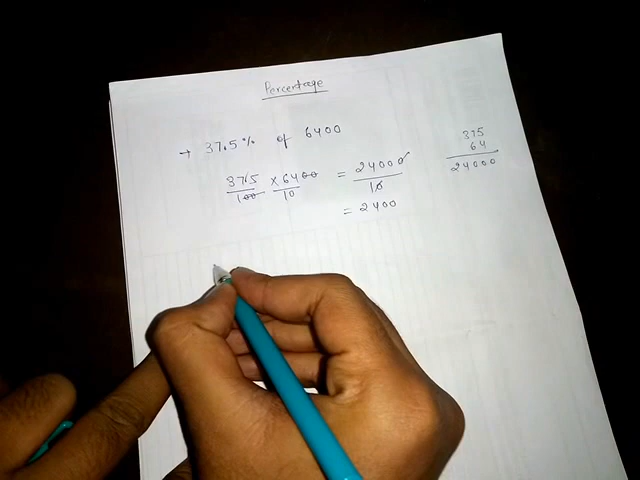 Percentage
→ 37.5% of 6400
375/100 × 6400/10 = 24000/10
= 2400
375
64
24000